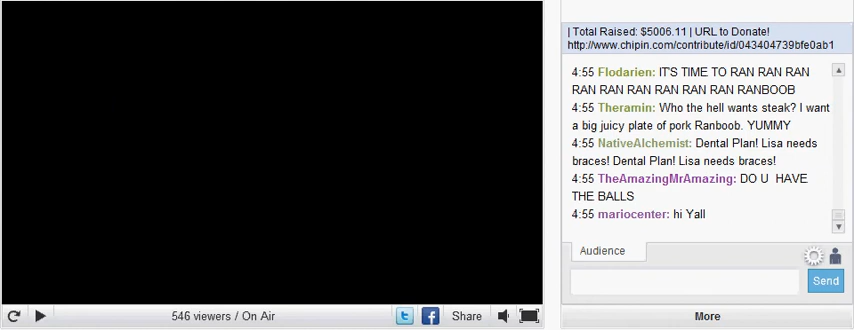 | Total Raised: $5006.11 | URL to Donate!
http://www.chipin.com/contribute/id/043404739bfe0ab1
4:55 Flodarien: IT'S TIME TO RAN RAN RAN
RAN RAN RAN RAN RAN RAN RANBOOB
4:55 Theramin: Who the hell wants steak? I want
a big juicy plate of pork Ranboob. YUMMY
4:55 NativeAlchemist: Dental Plan! Lisa needs
braces! Dental Plan! Lisa needs braces!
4:55 TheAmazingMrAmazing: DO U HAVE
THE BALLS
4:55 mariocenter: hi Yall
Audience
Send
546 viewers / On Air
Share
More